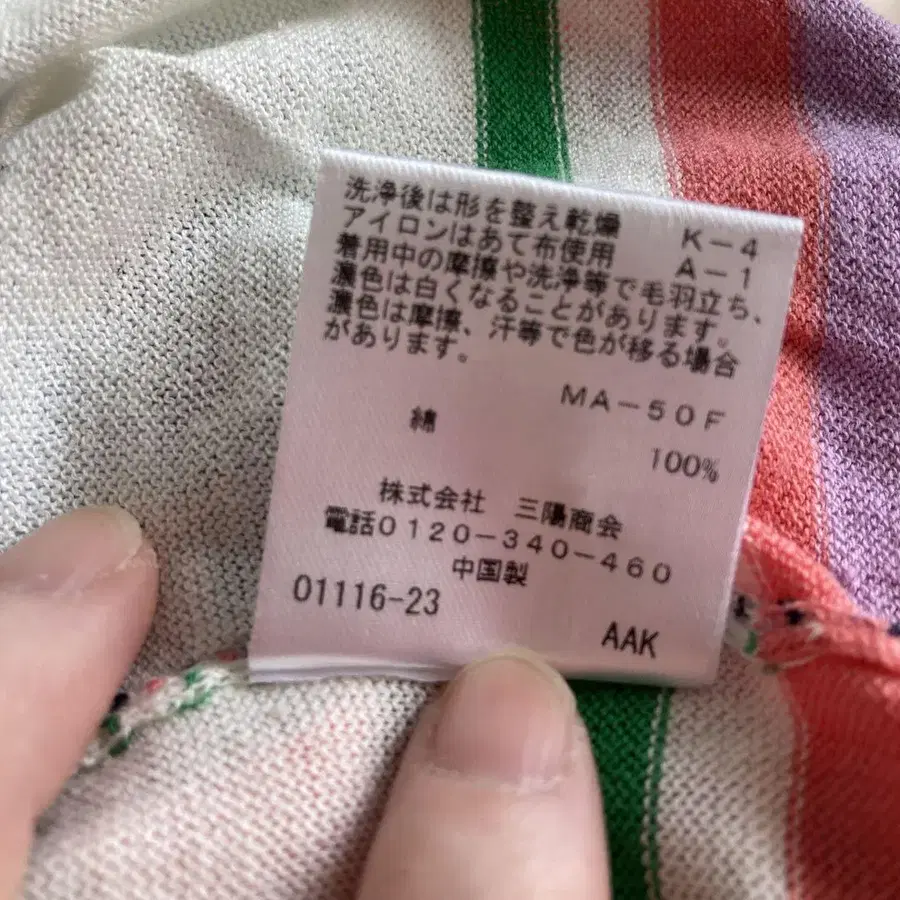 洗浄後は形を整え乾燥 K-4
アイロンはあて布使用 A-1
着用中の摩擦や洗浄等で毛羽立ち、
濃色は白くなることがあります。
濃色は摩擦、汗等で色が移る場合
があります。
MA-50F
綿 100%
株式会社 三陽商会
電話0120-340-460
中国製
01116-23 AAK